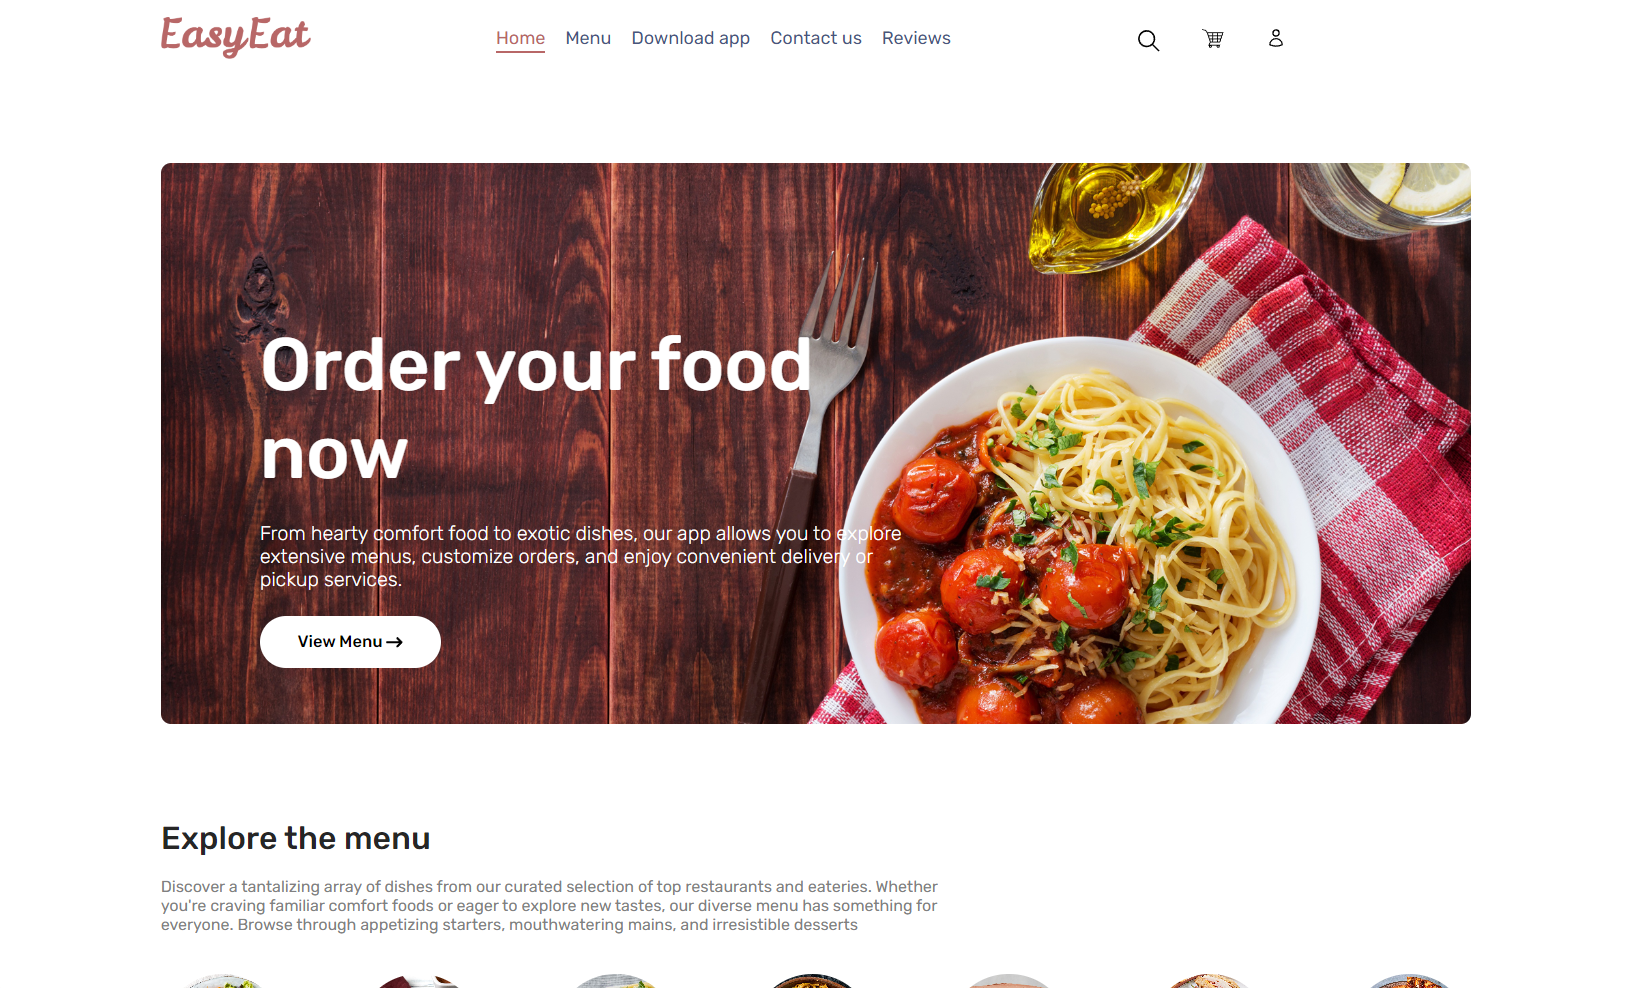 EasyEat
Home Menu Download app Contact us Reviews
Order your food
now
From hearty comfort food to exotic dishes, our app allows you to explore
extensive menus, customize orders, and enjoy convenient delivery or
pickup services.
View Menu →
Explore the menu
Discover a tantalizing array of dishes from our curated selection of top restaurants and eateries. Whether
you're craving familiar comfort foods or eager to explore new tastes, our diverse menu has something for
everyone. Browse through appetizing starters, mouthwatering mains, and irresistible desserts